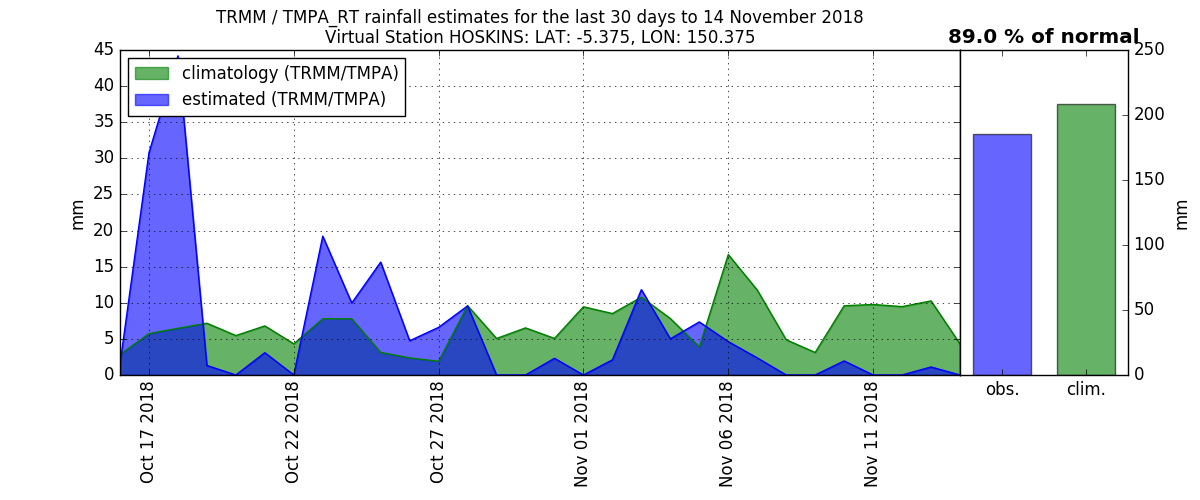 TRMM / TMPA_RT rainfall estimates for the last 30 days to 14 November 2018
Virtual Station HOSKINS: LAT: -5.375, LON: 150.375
89.0 % of normal
climatology (TRMM/TMPA)
estimated (TRMM/TMPA)
mm
45
40
35
30
25
20
15
10
5
0
Oct 17 2018
Oct 22 2018
Oct 27 2018
Nov 01 2018
Nov 06 2018
Nov 11 2018
obs.
clim.
250
200
150
100
50
0
mm